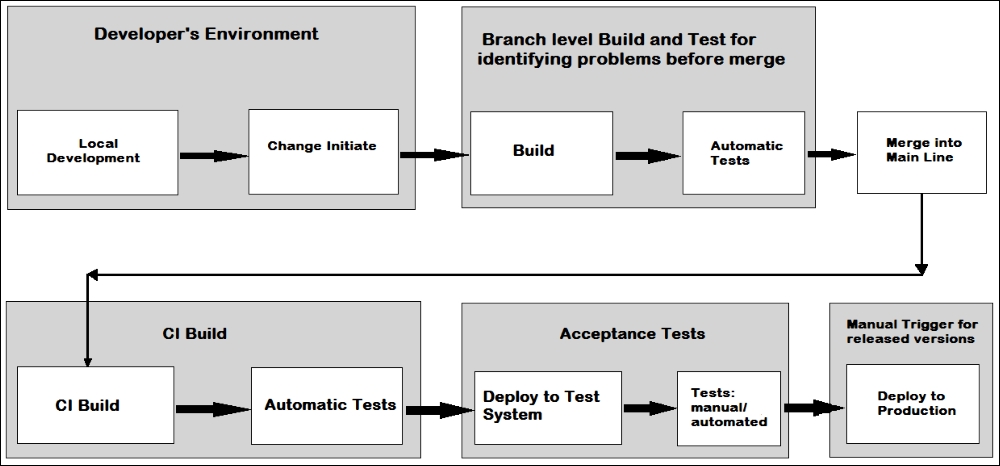 Developer's Environment
Branch level Build and Test for
identifying problems before merge
Local
Development
Change Initiate
Build
Automatic
Tests
Merge into
Main Line
CI Build
Acceptance Tests
Manual Trigger for
released versions
CI Build
Automatic Tests
Deploy to Test
System
Tests:
manual/
automated
Deploy to
Production